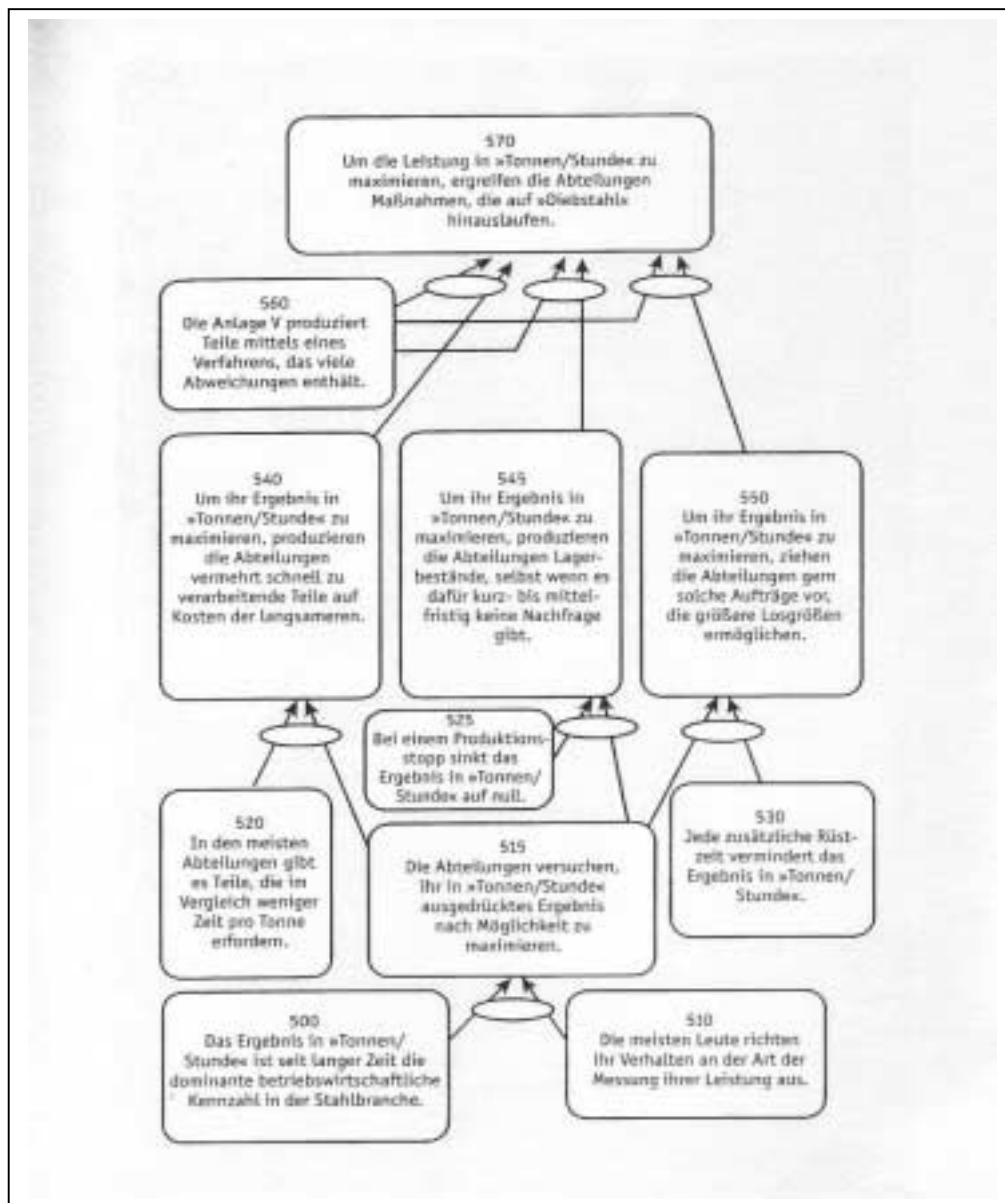 570
Um die Leistung in »Tonnen/Stunde« zu
maximieren, ergreifen die Abteilungen
Maßnahmen, die auf »Diebstahl«
hinauslaufen.
560
Die Anlage V produziert
Teile mittels eines
Verfahrens, das viele
Abweichungen enthält.
540
Um ihr Ergebnis in
»Tonnen/Stunde« zu
maximieren, produzieren
die Abteilungen
vermehrt schnell zu
verarbeitende Teile auf
Kosten der langsameren.
545
Um ihr Ergebnis in
»Tonnen/Stunde« zu
maximieren, produzieren
die Abteilungen Lager-
bestände, selbst wenn es
dafür kurz- bis mittel-
fristig keine Nachfrage
gibt.
550
Um ihr Ergebnis in
»Tonnen/Stunde« zu
maximieren, ziehen
die Abteilungen gern
solche Aufträge vor,
die größere Losgrößen
ermöglichen.
525
Bei einem Produktions-
stopp sinkt das
Ergebnis in »Tonnen/
Stunde« auf null.
520
In den meisten
Abteilungen gibt
es Teile, die im
Vergleich weniger
Zeit pro Tonne
erfordern.
515
Die Abteilungen versuchen,
ihr in »Tonnen/Stunde«
ausgedrücktes Ergebnis
nach Möglichkeit zu
maximieren.
530
Jede zusätzliche Rüst-
zeit vermindert das
Ergebnis in »Tonnen/
Stunde«.
500
Das Ergebnis in »Tonnen/
Stunde« ist seit langer Zeit die
dominante betriebswirtschaftliche
Kennzahl in der Stahlbranche.
510
Die meisten Leute richten
ihr Verhalten an der Art der
Messung ihrer Leistung aus.